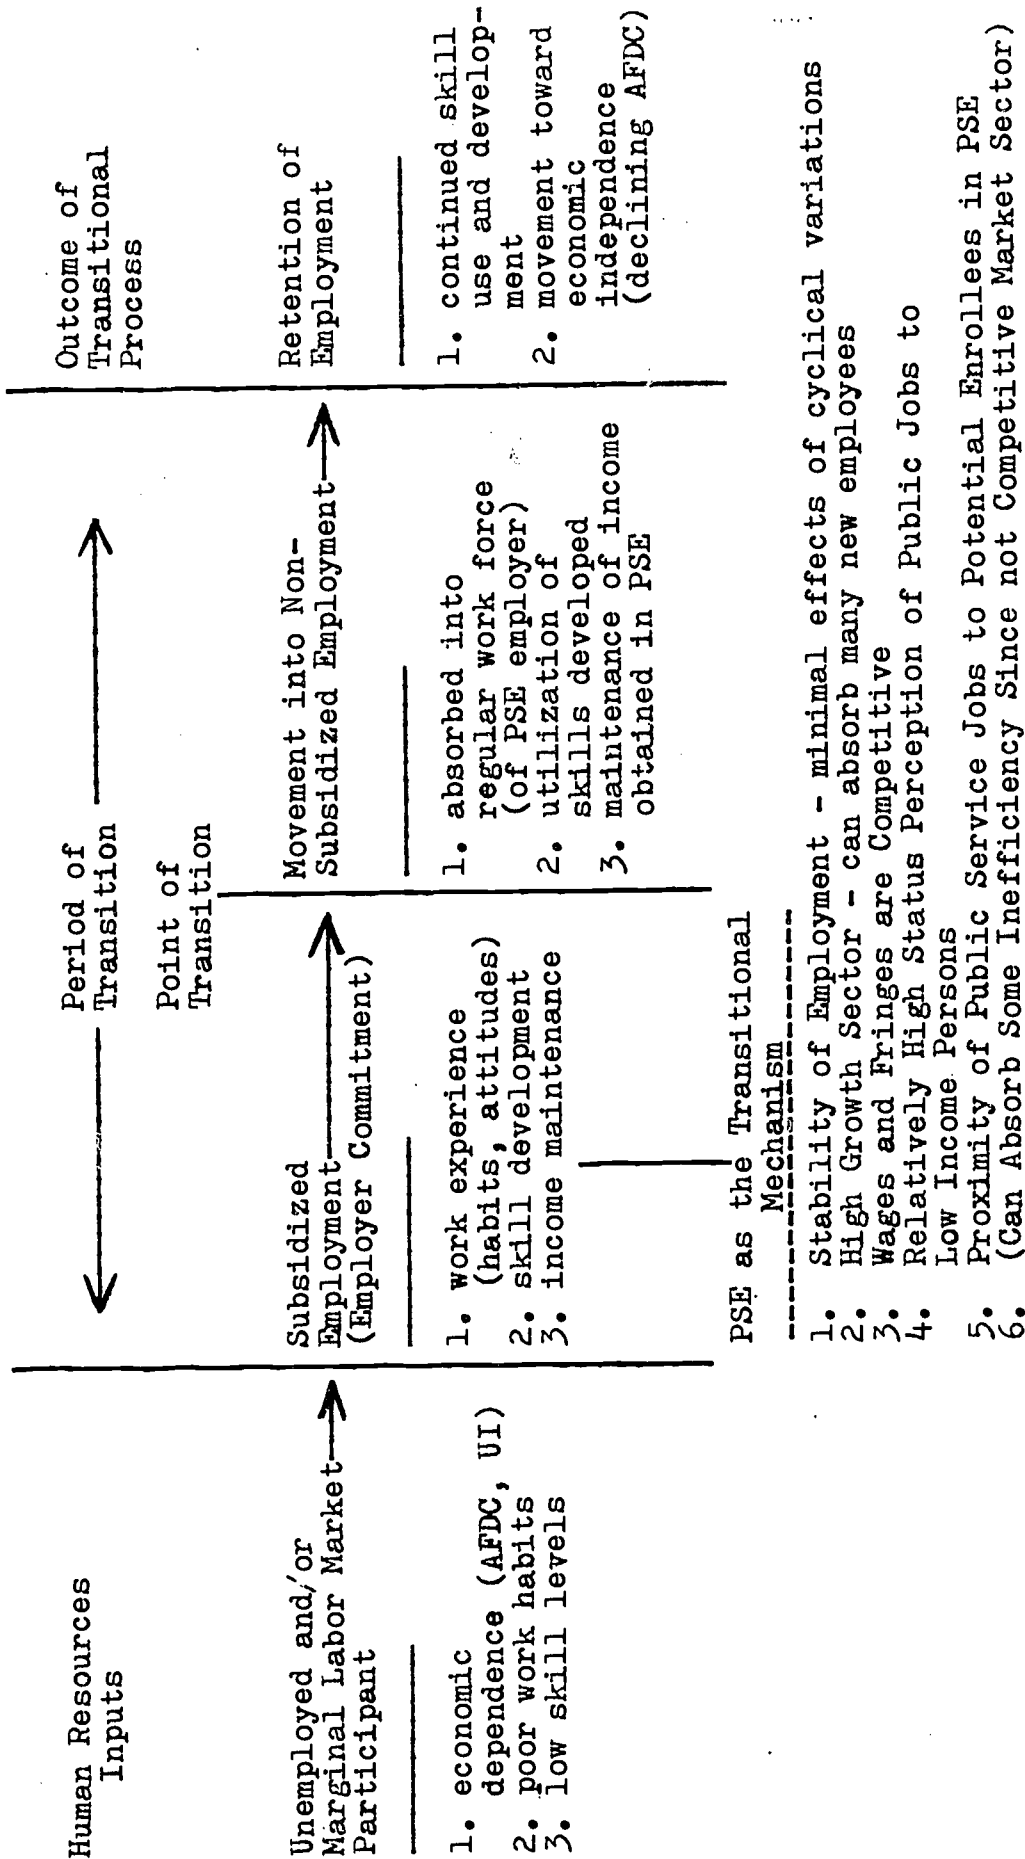 Human Resources
Inputs
Period of
Transition
Point of
Transition
Outcome of
Transitional
Process
Unemployed and/or
Marginal Labor Market
Participant
1. economic
dependence (AFDC, UI)
2. poor work habits
3. low skill levels
Subsidized
Employment
(Employer Commitment)
1. work experience
(habits, attitudes)
2. skill development
3. income maintenance
Movement into Non-
Subsidized Employment
1. absorbed into
regular work force
(of PSE employer)
2. utilization of
skills developed
3. maintenance of income
obtained in PSE
Retention of
Employment
1. continued skill
use and develop-
ment
2. movement toward
economic
independence
(declining AFDC)
PSE as the Transitional
Mechanism
1. Stability of Employment - minimal effects of cyclical variations
2. High Growth Sector - can absorb many new employees
3. Wages and Fringes are Competitive
4. Relatively High Status Perception of Public Jobs to
Low Income Persons
5. Proximity of Public Service Jobs to Potential Enrollees in PSE
6. (Can Absorb Some Inefficiency Since not Competitive Market Sector)